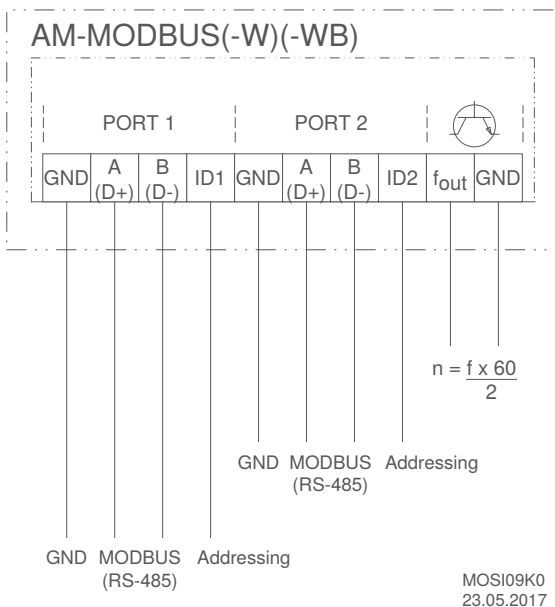 AM-MODBUS(-W)(-WB)
PORT 1 PORT 2
GND A (D+) B (D-) ID1 GND A (D+) B (D-) ID2 fout GND
n = f x 60
2
GND MODBUS Addressing
(RS-485)
GND MODBUS Addressing
(RS-485)
MOSI09K0
23.05.2017